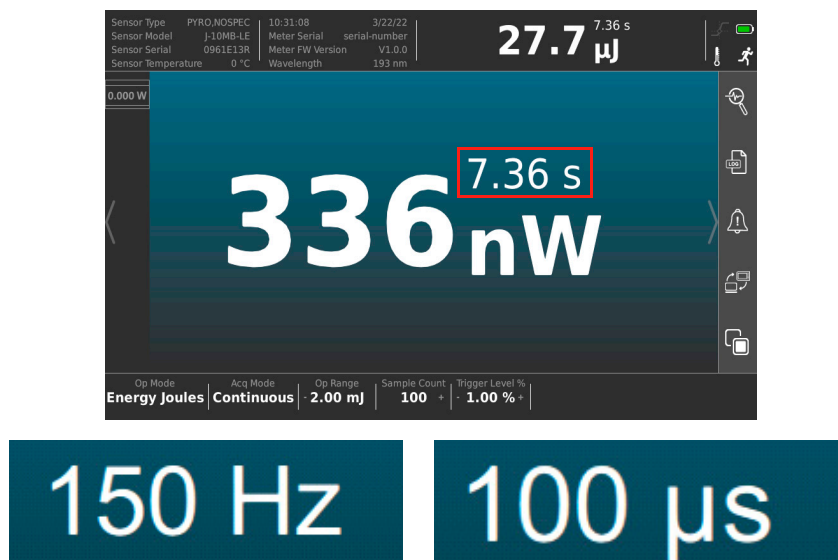 Sensor Type PYRO,NOSPEC 10:31:08 3/22/22
Sensor Model J-10MB-LE Meter Serial serial-number
Sensor Serial 0961E13R Meter FW Version V1.0.0
Sensor Temperature 0 °C Wavelength 193 nm
27.7 µJ 7.36 s
0.000 W
LOG
336 nW 7.36 s
Op Mode Acq Mode Op Range Sample Count Trigger Level %
Energy Joules Continuous - 2.00 mJ 100 + - 1.00 % +
150 Hz 100 µs